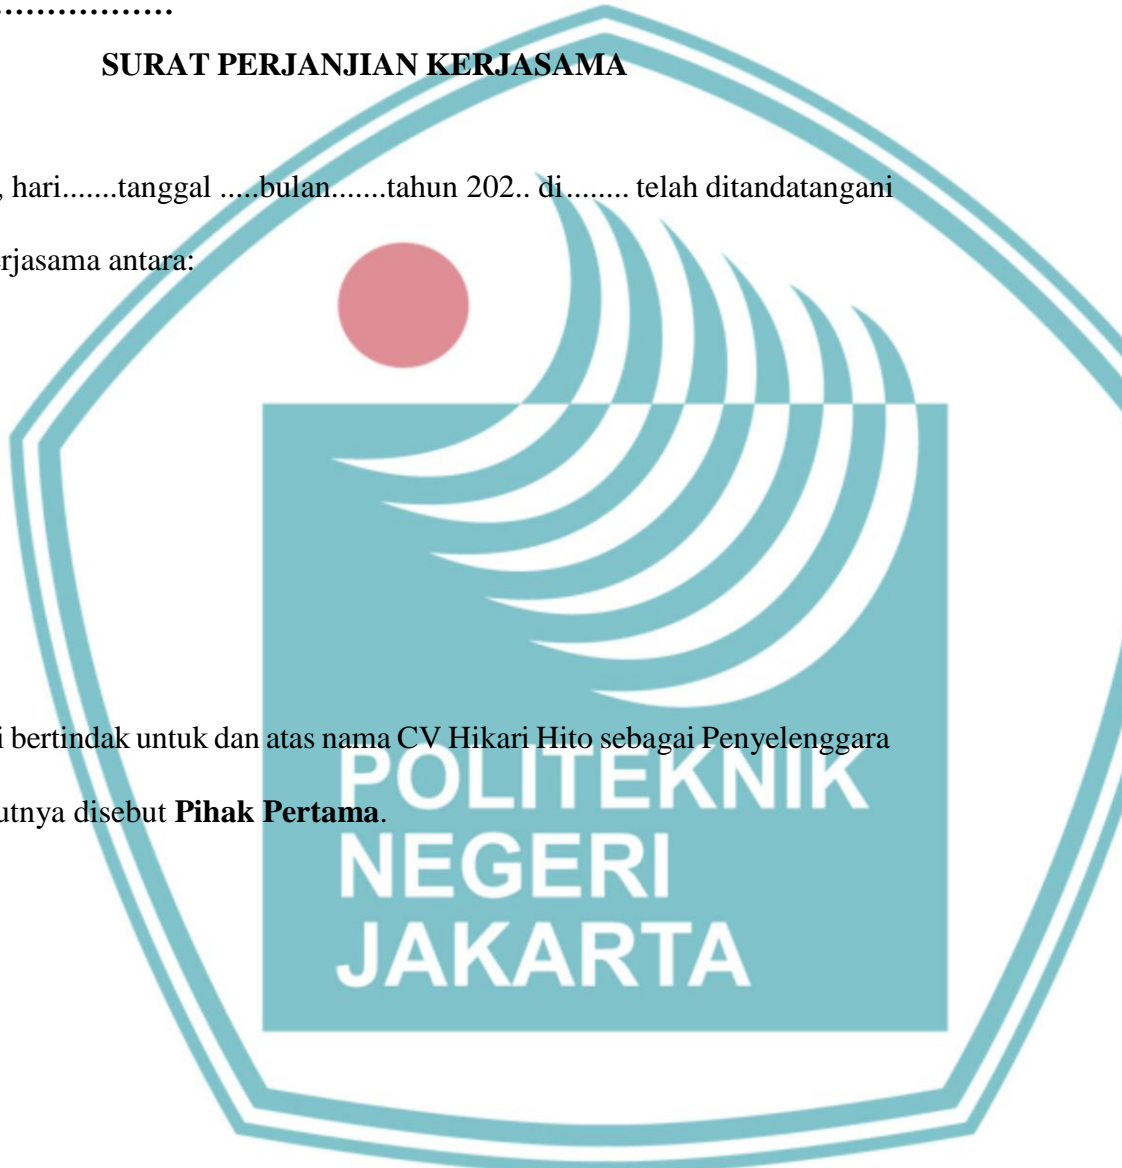 ..................
SURAT PERJANJIAN KERJASAMA
, hari.......tanggal .....bulan.......tahun 202.. di........ telah ditandatangani
erjasama antara:
i bertindak untuk dan atas nama CV Hikari Hito sebagai Penyelenggara
utnya disebut Pihak Pertama.
POLITEKNIK
NEGERI
JAKARTA